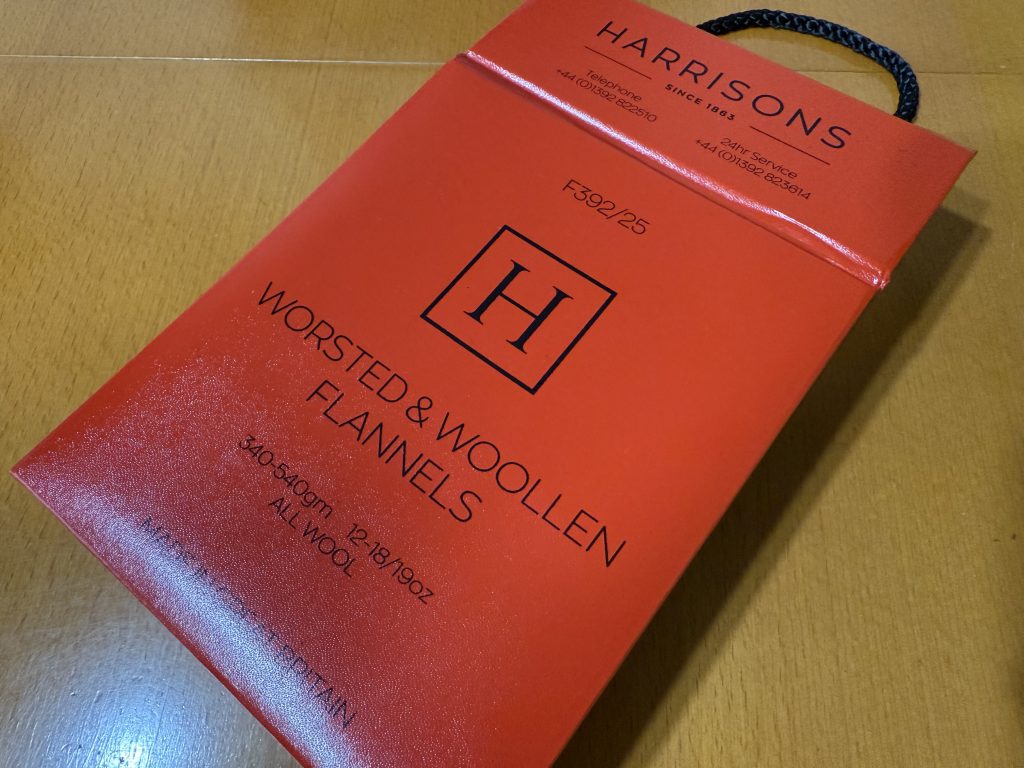 HARRISONS
SINCE 1863
Telephone
+44 (0)1392 822510
24hr Service
+44 (0)1392 823614
F392/25
H
WORSTED & WOOLLEN
FLANNELS
340-540gm 12-18/19oz
ALL WOOL
MADE IN GREAT BRITAIN